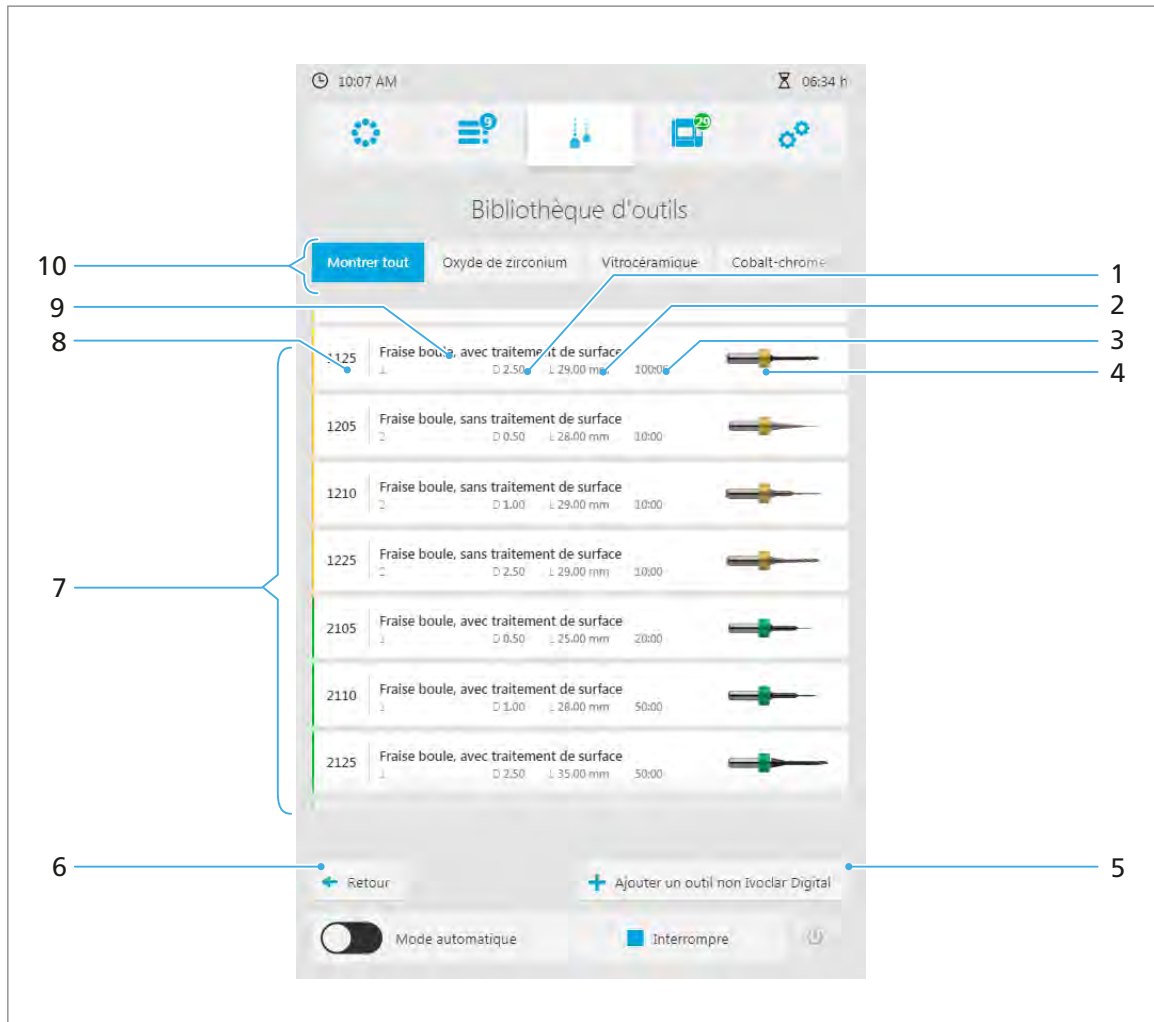 10:07 AM 06:34 h
9 29
Bibliothèque d'outils
10 Montrer tout Oxyde de zirconium Vitrocéramique Cobalt-chrome
1
9 2
8 3
4
1125 Fraise boule, avec traitement de surface
1 D 2.50 L 29.00 mm
1205 Fraise boule, sans traitement de surface
2 D 0.50 L 28.00 mm 10:00
1210 Fraise boule, sans traitement de surface
2 D 1.00 L 29.00 mm 10:00
1225 Fraise boule, sans traitement de surface
2 D 2.50 L 29.00 mm 10:00
7
2105 Fraise boule, avec traitement de surface
1 D 0.50 L 25.00 mm 20:00
2110 Fraise boule, avec traitement de surface
1 D 1.00 L 28.00 mm 50:00
2125 Fraise boule, avec traitement de surface
1 D 2.50 L 35.00 mm 50:00
6 5
Retour Ajouter un outil non Ivoclar Digital
Mode automatique Interrompre